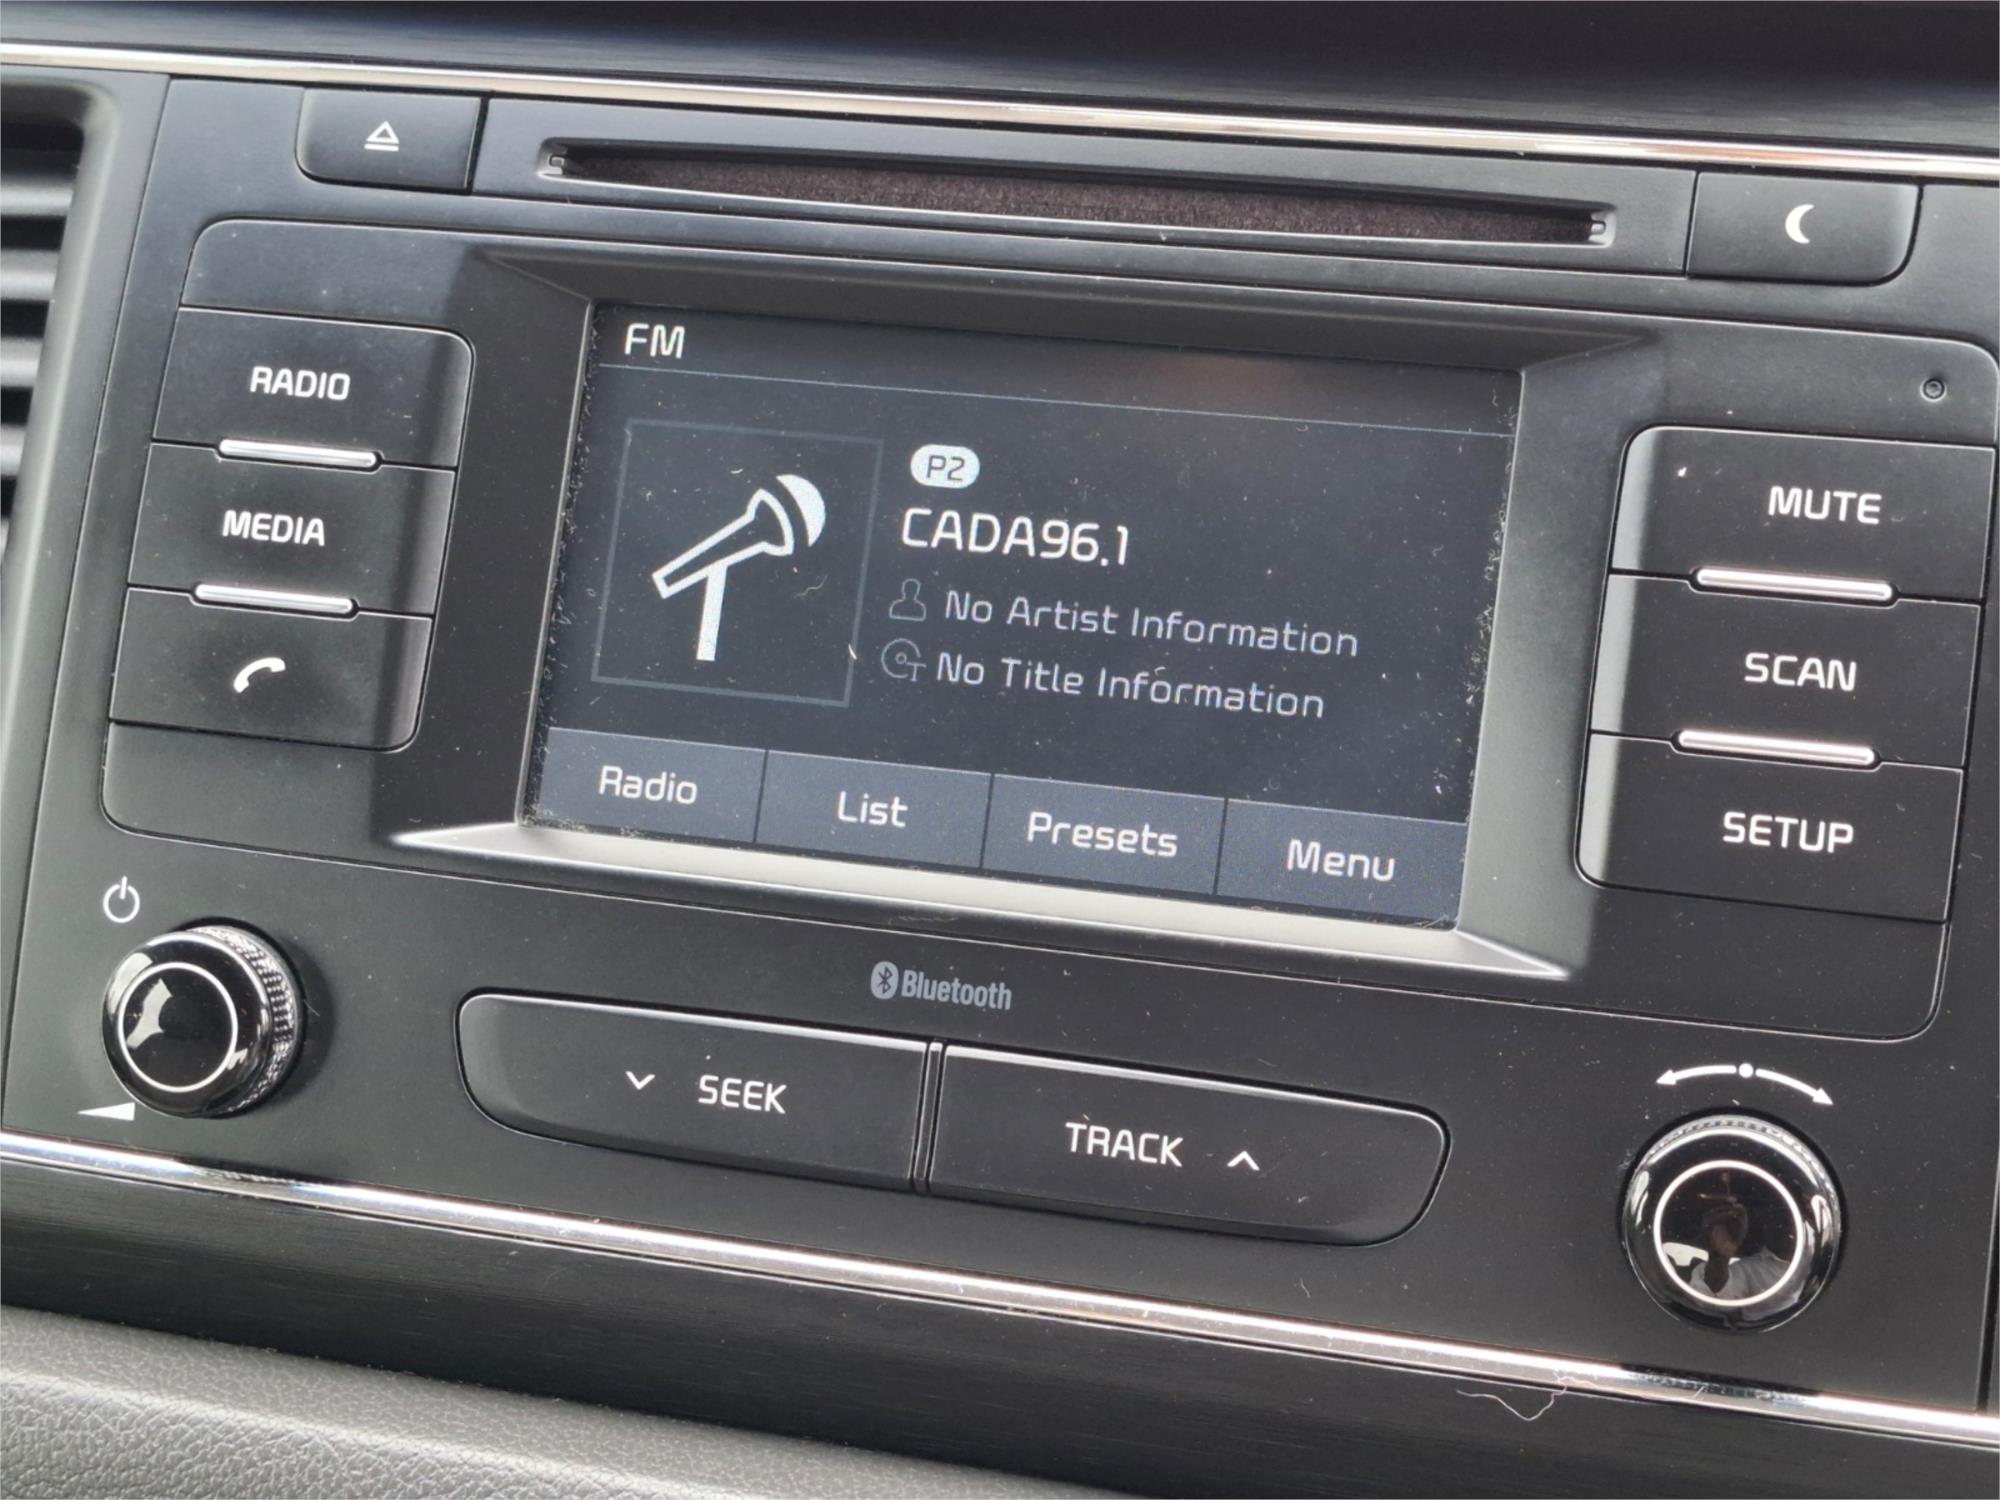 FM
RADIO
MEDIA
P2
CADA96.1
No Artist Information
No Title Information
Radio
List
Presets
Menu
MUTE
SCAN
SETUP
Bluetooth
SEEK
TRACK